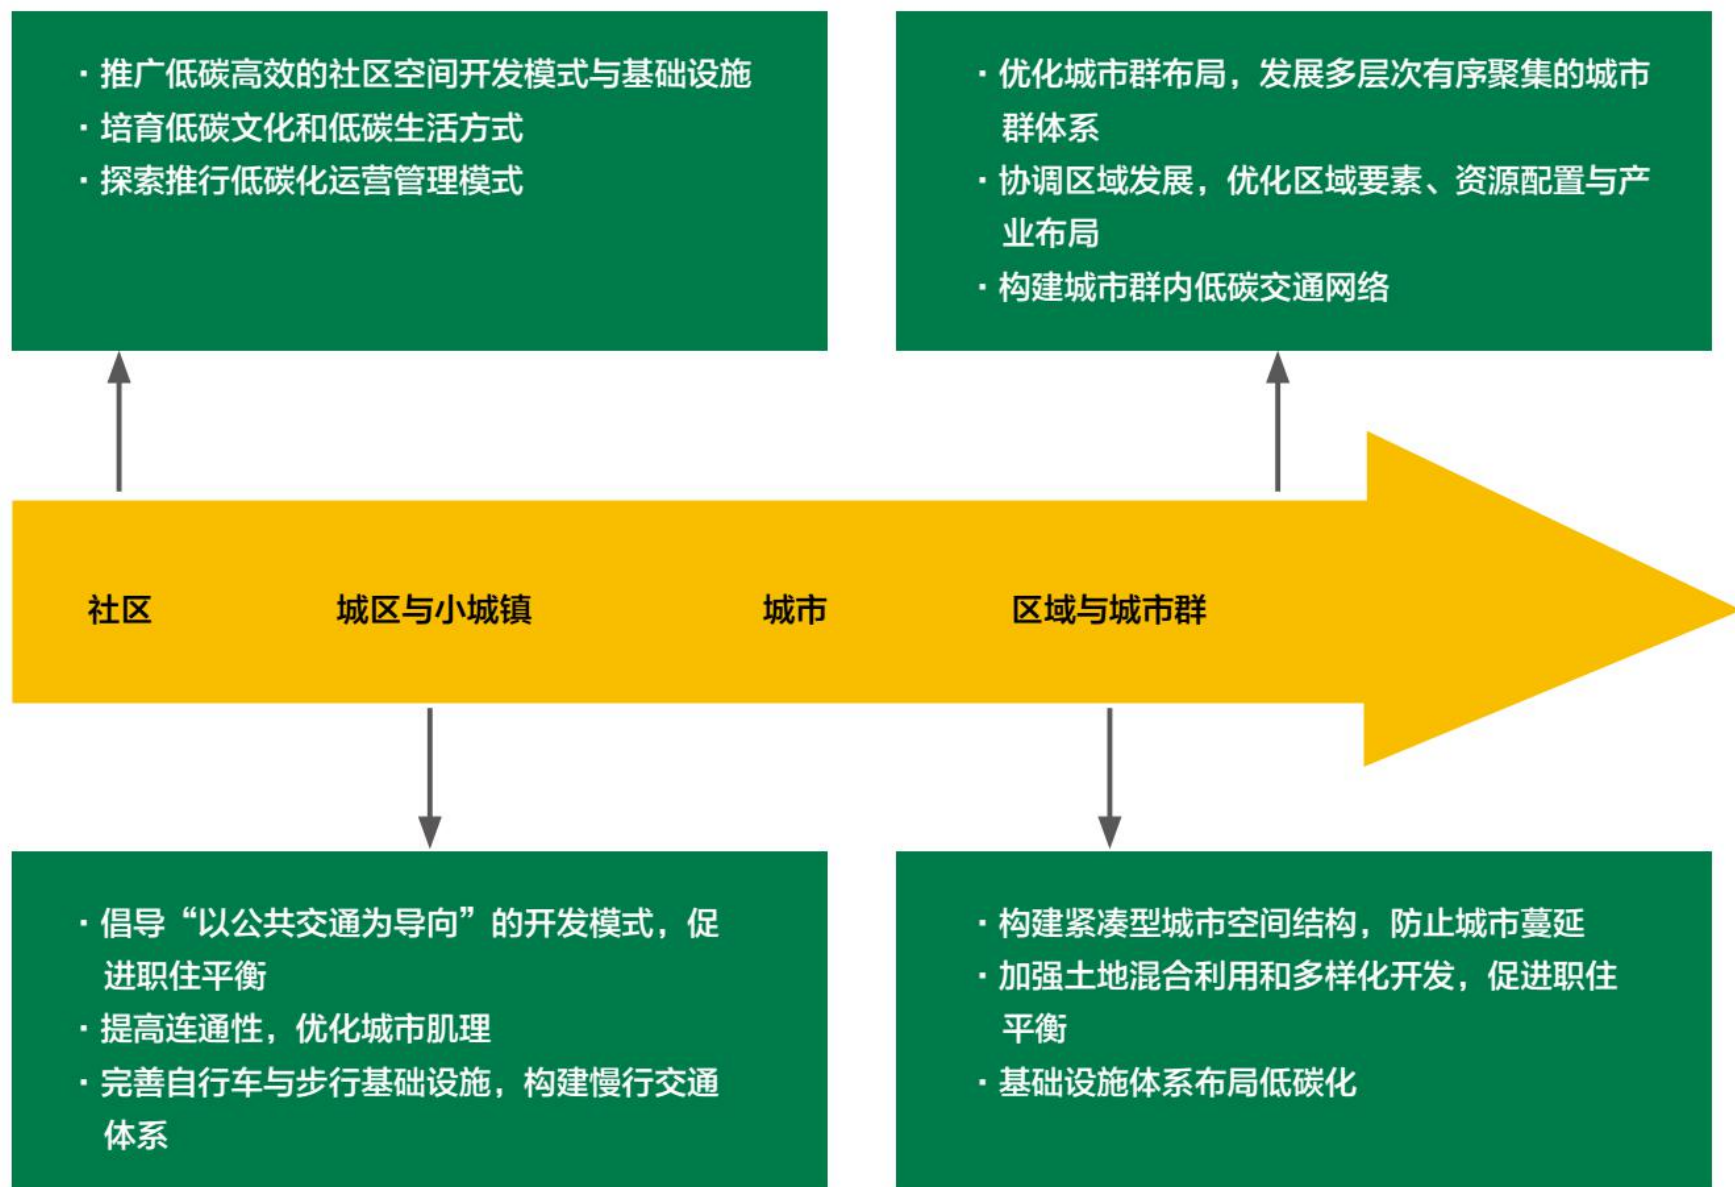 · 推广低碳高效的社区空间开发模式与基础设施
· 培育低碳文化和低碳生活方式
· 探索推行低碳化运营管理模式
· 优化城市群布局，发展多层次有序聚集的城市
群体系
· 协调区域发展，优化区域要素、资源配置与产
业布局
· 构建城市群内低碳交通网络
社区
城区与小城镇
城市
区域与城市群
· 倡导“以公共交通为导向”的开发模式，促
进职住平衡
· 提高连通性，优化城市肌理
· 完善自行车与步行基础设施，构建慢行交通
体系
· 构建紧凑型城市空间结构，防止城市蔓延
· 加强土地混合利用和多样化开发，促进职住
平衡
· 基础设施体系布局低碳化